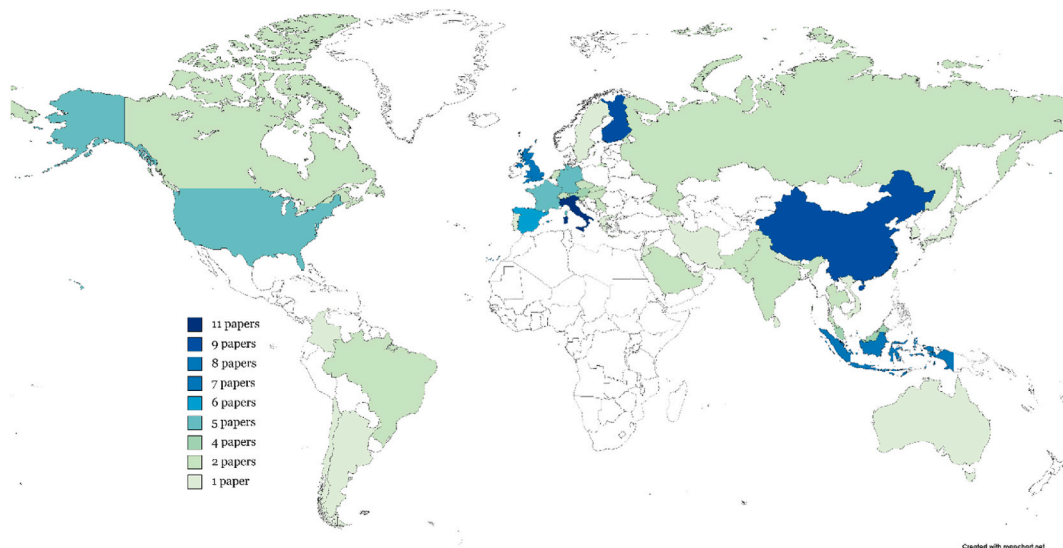 11 papers
9 papers
8 papers
7 papers
6 papers
5 papers
4 papers
2 papers
1 paper
Created with mapchart.net